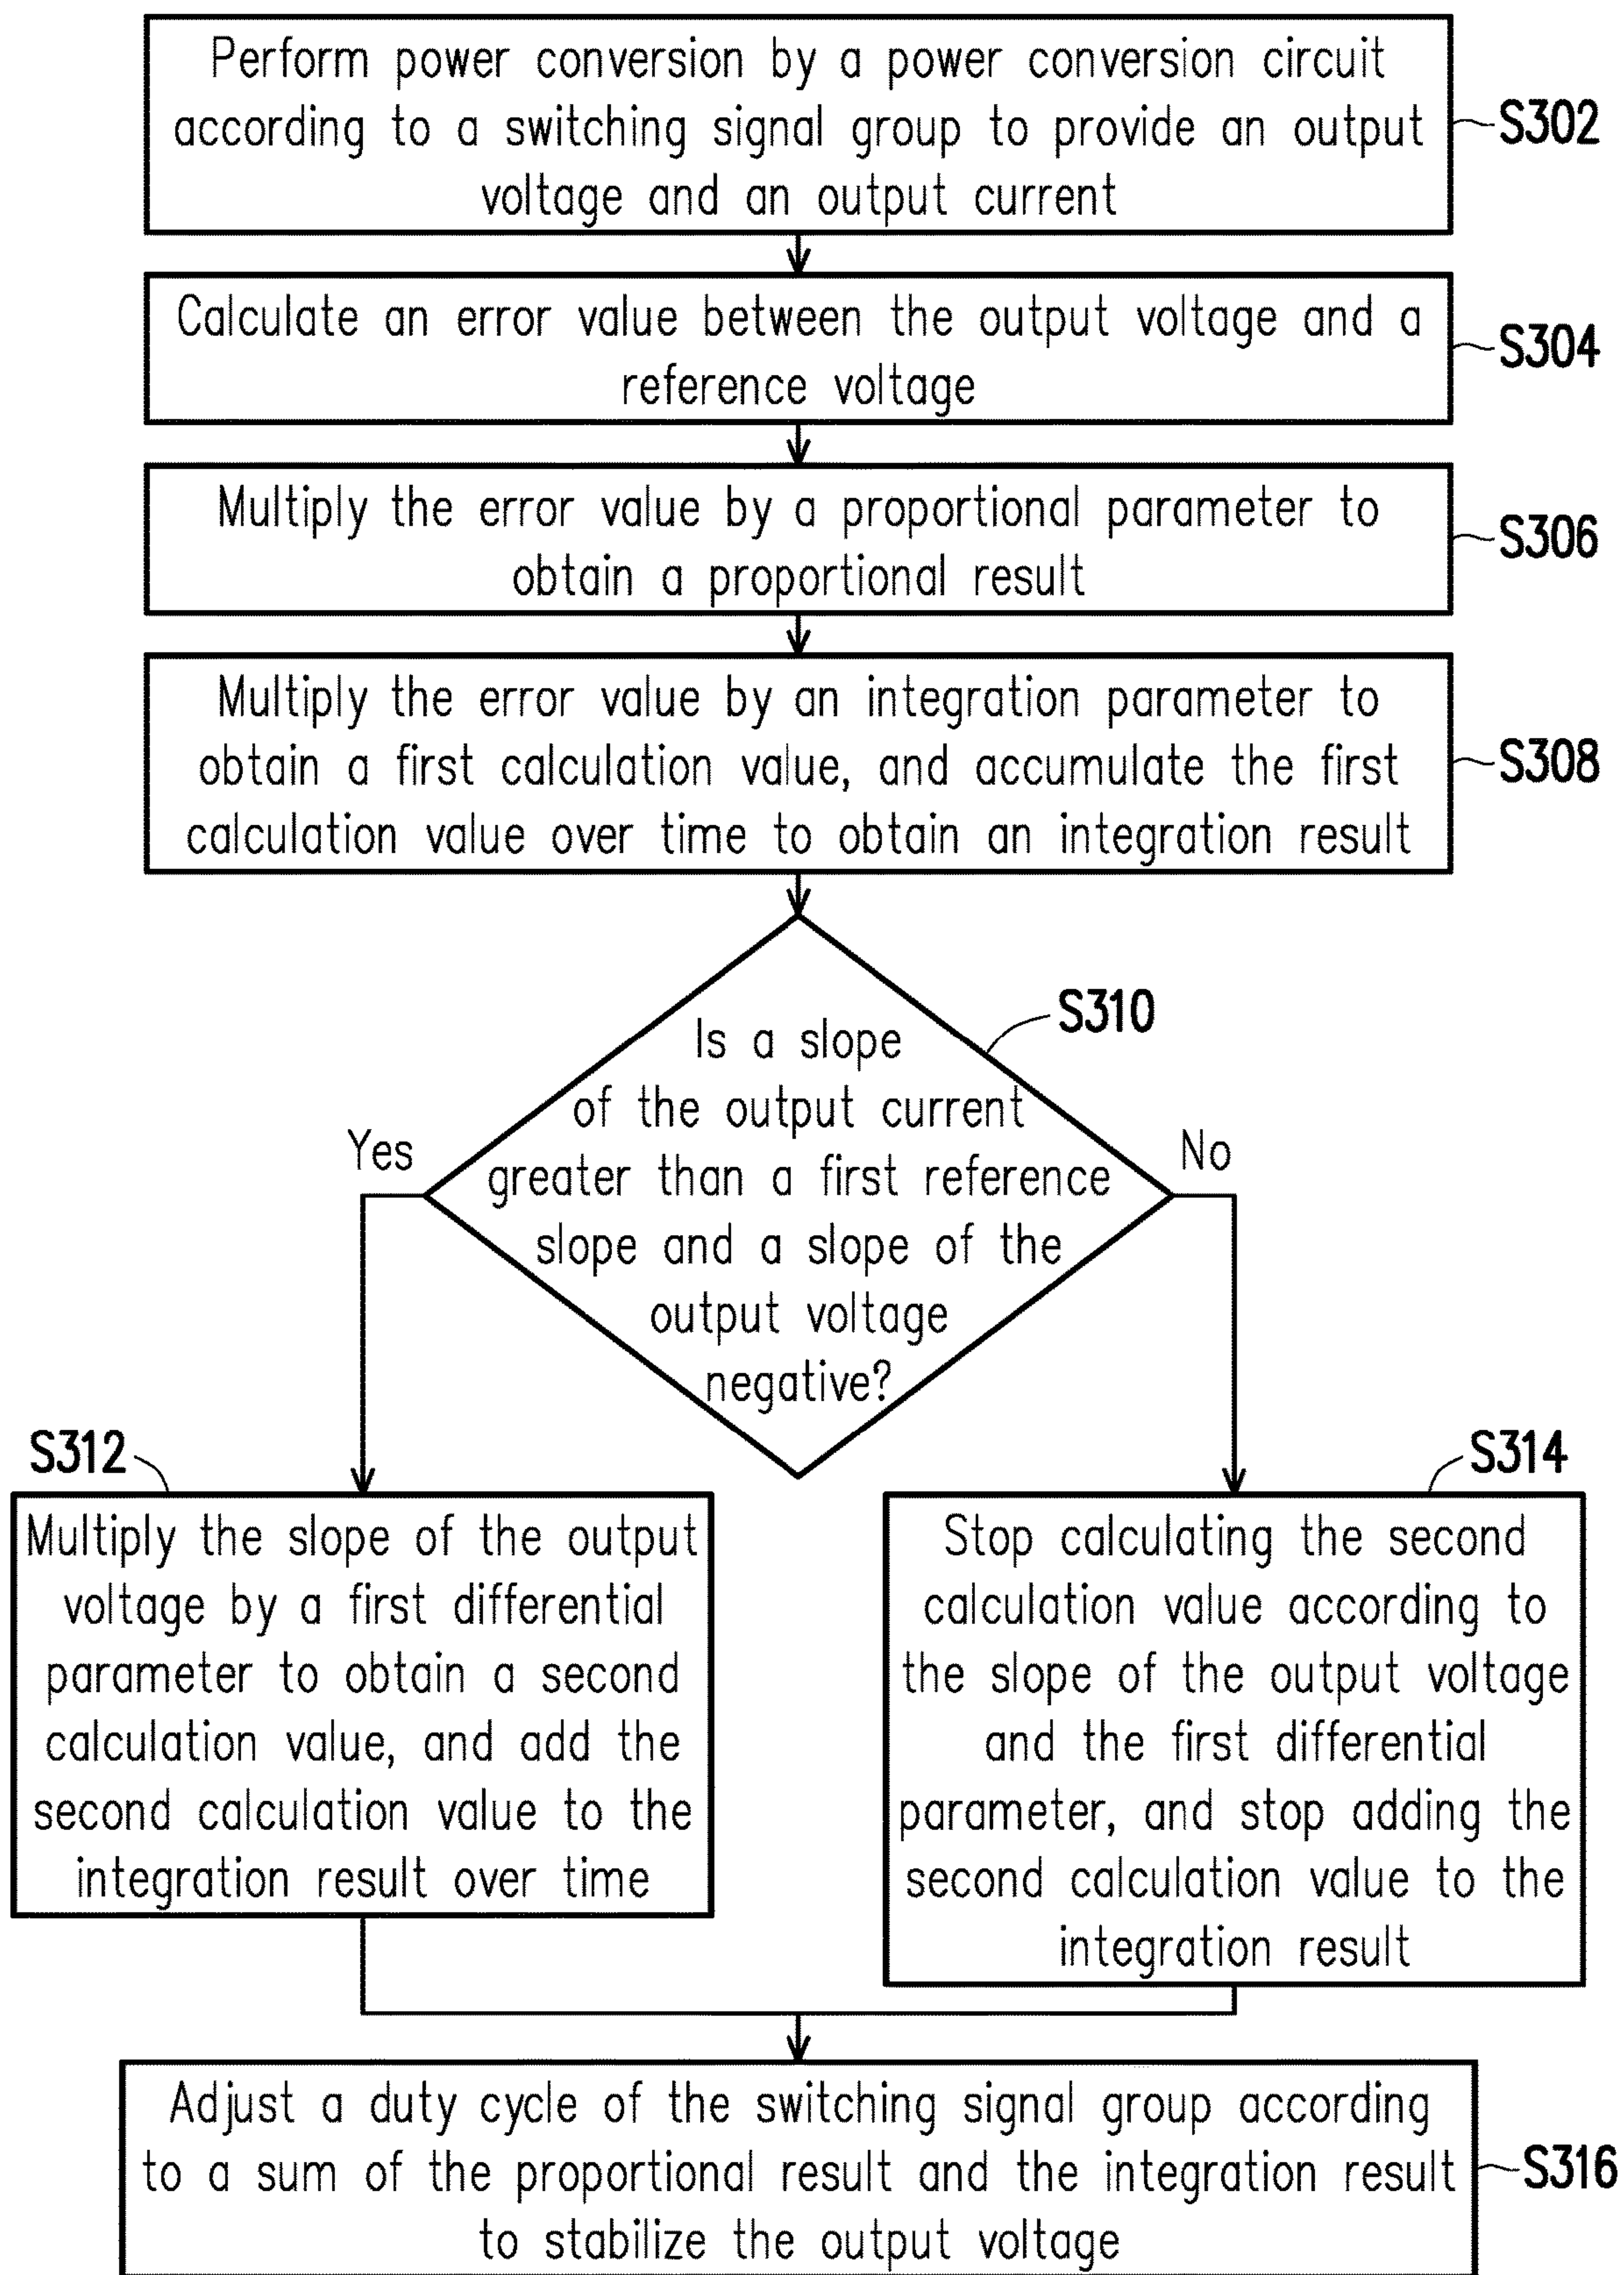 Perform power conversion by a power conversion circuit
according to a switching signal group to provide an output
voltage and an output current
S302
Calculate an error value between the output voltage and a
reference voltage
S304
Multiply the error value by a proportional parameter to
obtain a proportional result
S306
Multiply the error value by an integration parameter to
obtain a first calculation value, and accumulate the first
calculation value over time to obtain an integration result
S308
S310
Is a slope
of the output current
greater than a first reference
slope and a slope of the
output voltage
negative?
Yes
No
S312
Multiply the slope of the output
voltage by a first differential
parameter to obtain a second
calculation value, and add the
second calculation value to the
integration result over time
S314
Stop calculating the second
calculation value according to
the slope of the output voltage
and the first differential
parameter, and stop adding the
second calculation value to the
integration result
Adjust a duty cycle of the switching signal group according
to a sum of the proportional result and the integration result
to stabilize the output voltage
S316